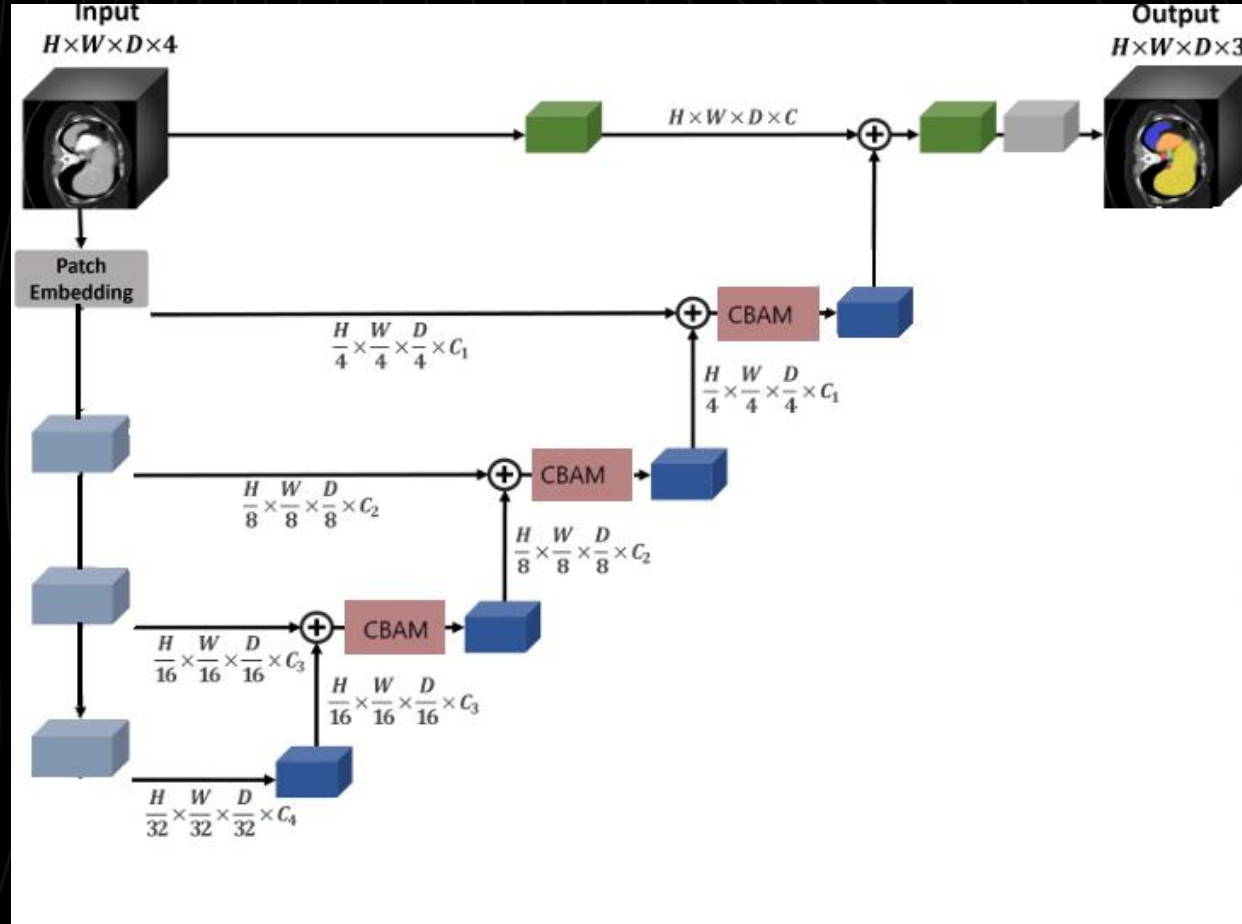 Input
H×W×D×4
Output
H×W×D×3
H×W×D×C
Patch
Embedding
CBAM
H/4×W/4×D/4×C₁
H/4×W/4×D/4×C₁
CBAM
H/8×W/8×D/8×C₂
H/8×W/8×D/8×C₂
CBAM
H/16×W/16×D/16×C₃
H/16×W/16×D/16×C₃
H/32×W/32×D/32×C₄